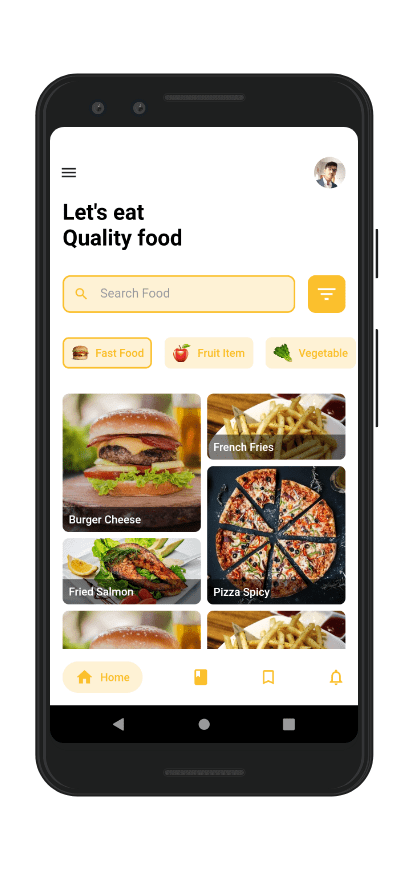 Let's eat
Quality food
Search Food
Fast Food
Fruit Item
Vegetable
Burger Cheese
French Fries
Fried Salmon
Pizza Spicy
Home